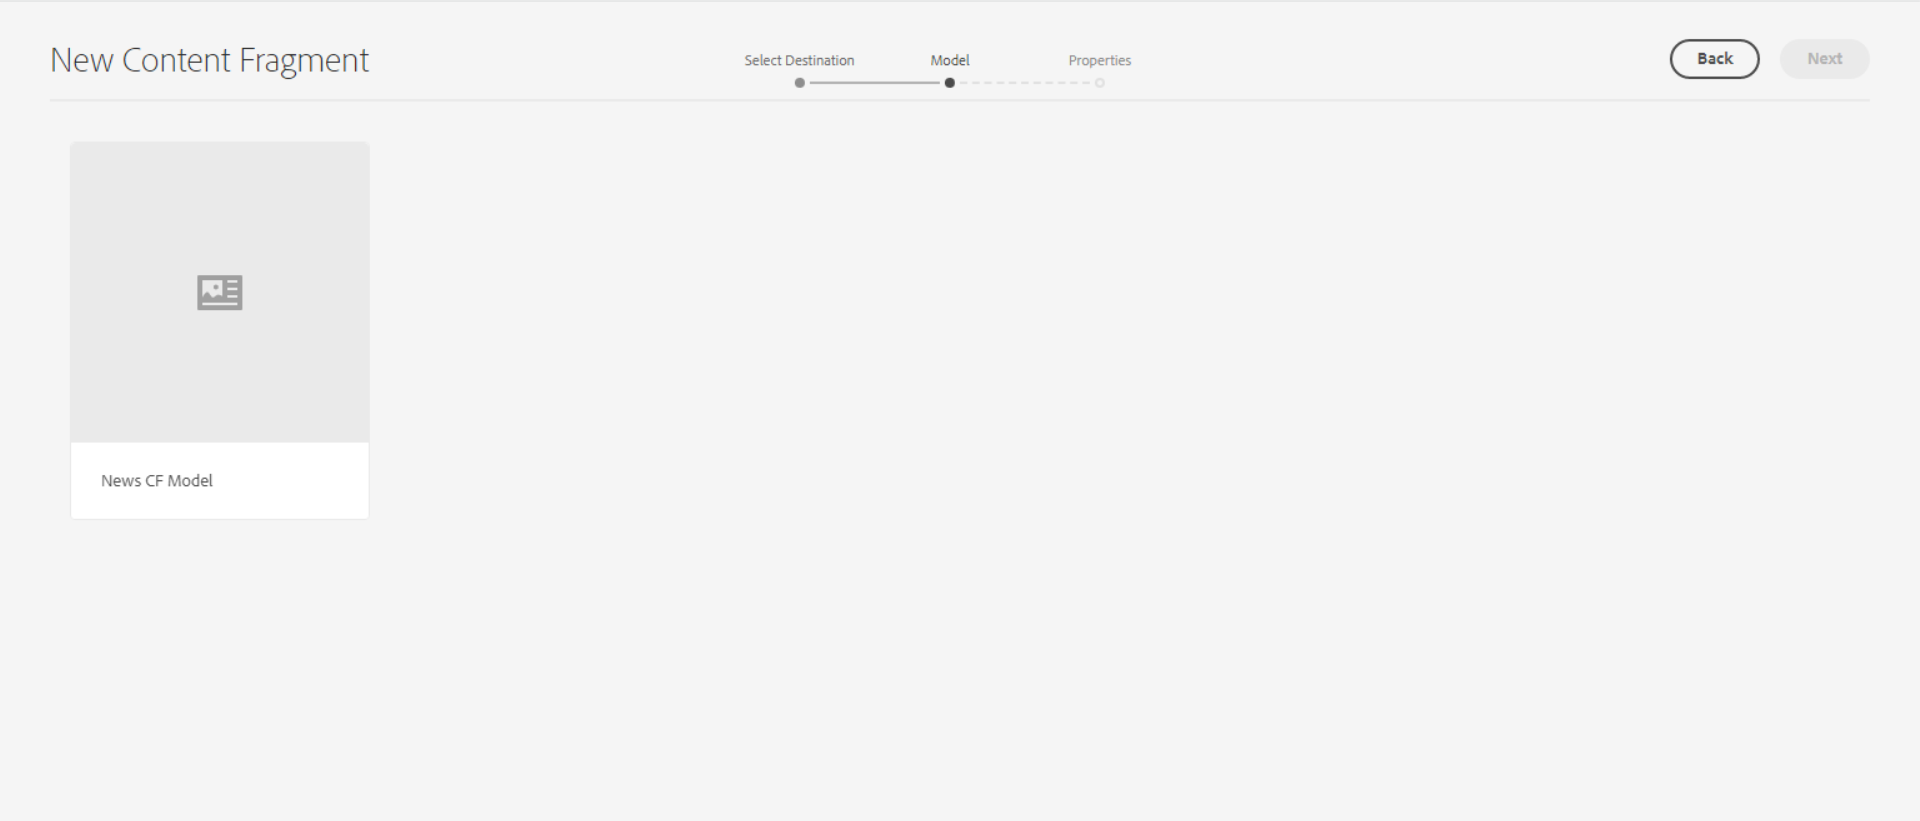 New Content Fragment
Select Destination
Model
Properties
Back
Next
News CF Model